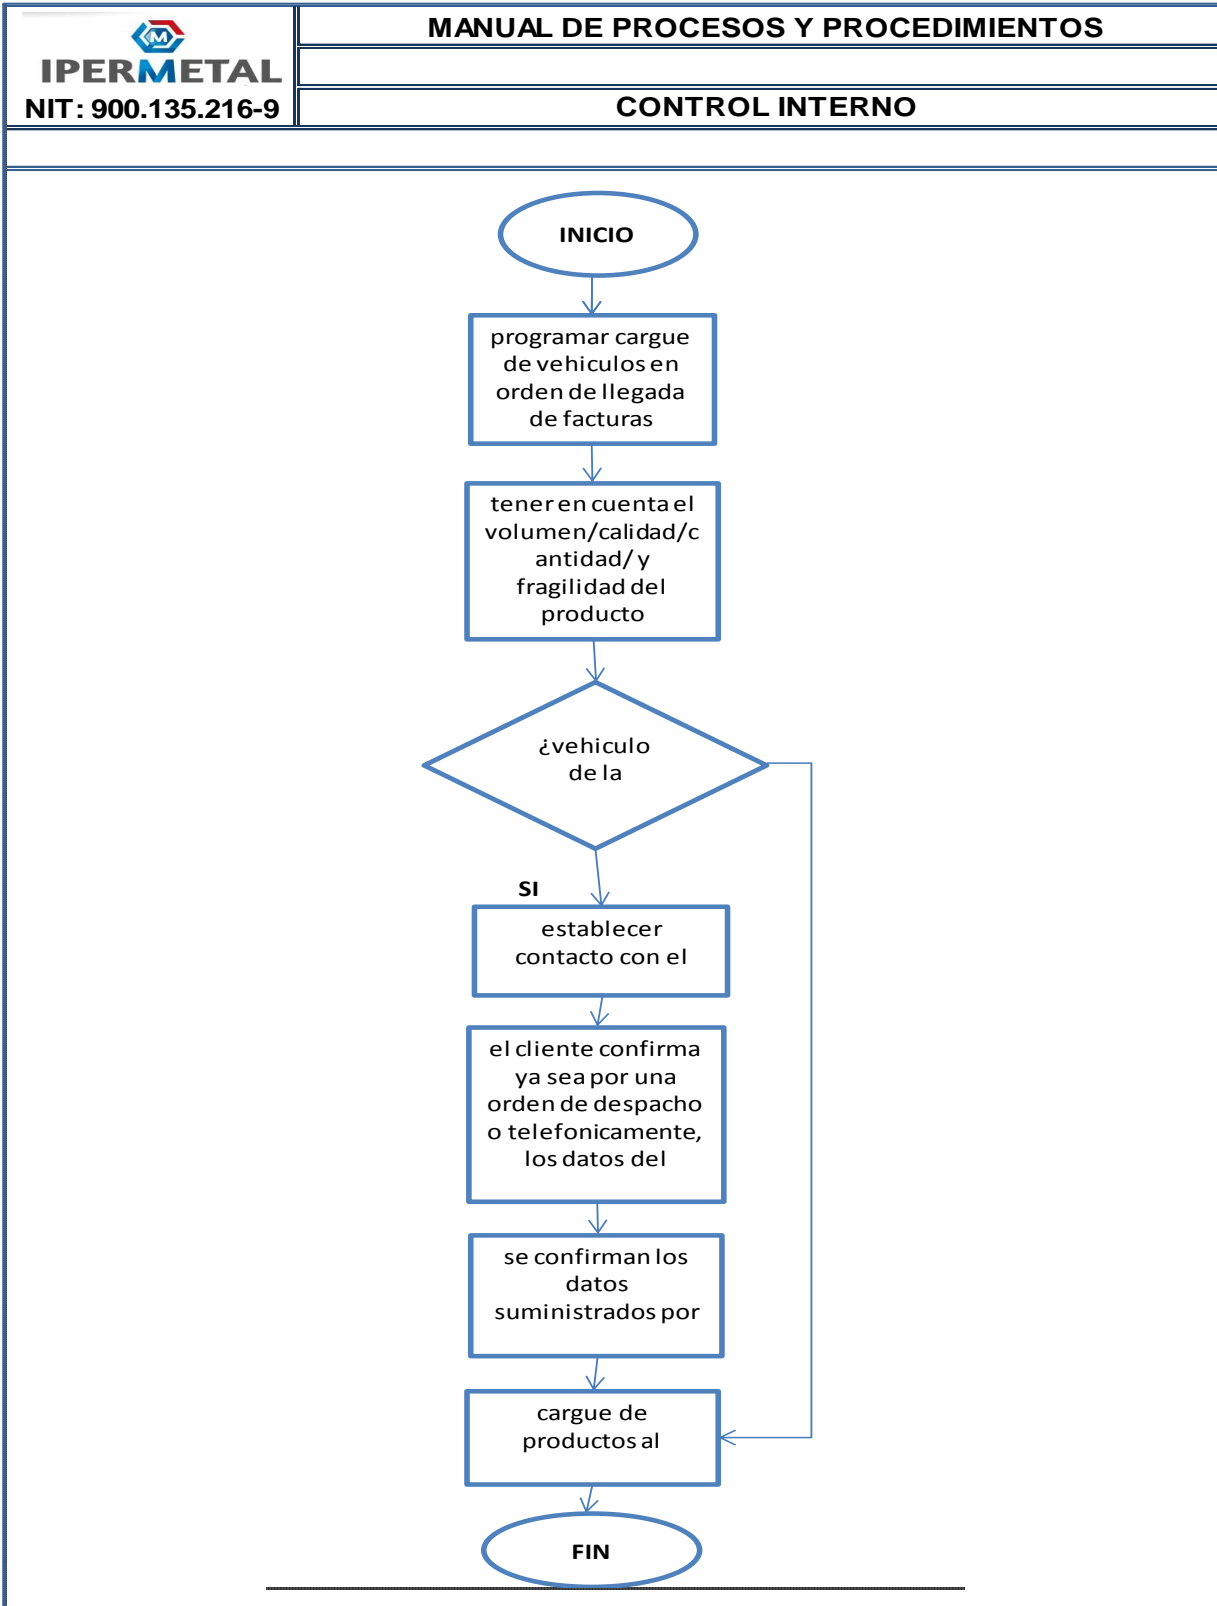 MANUAL DE PROCESOS Y PROCEDIMIENTOS
M
IPERMETAL
NIT: 900.135.216-9
CONTROL INTERNO
INICIO
programar cargue
de vehiculos en
orden de llegada
de facturas
tener en cuenta el
volumen/calidad/c
antidad/ y
fragilidad del
producto
¿vehiculo
de la
SI
establecer
contacto con el
el cliente confirma
ya sea por una
orden de despacho
o telefonicamente,
los datos del
se confirman los
datos
suministrados por
cargue de
productos al
FIN